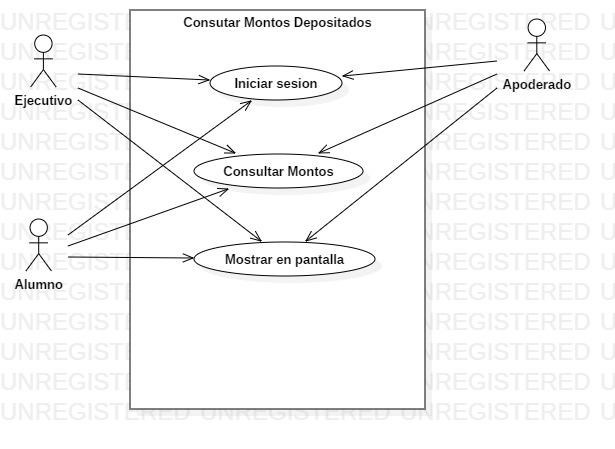 Consutar Montos Depositados
Ejecutivo
Iniciar sesion
Apoderado
Consultar Montos
Alumno
Mostrar en pantalla
UNREGISTERED